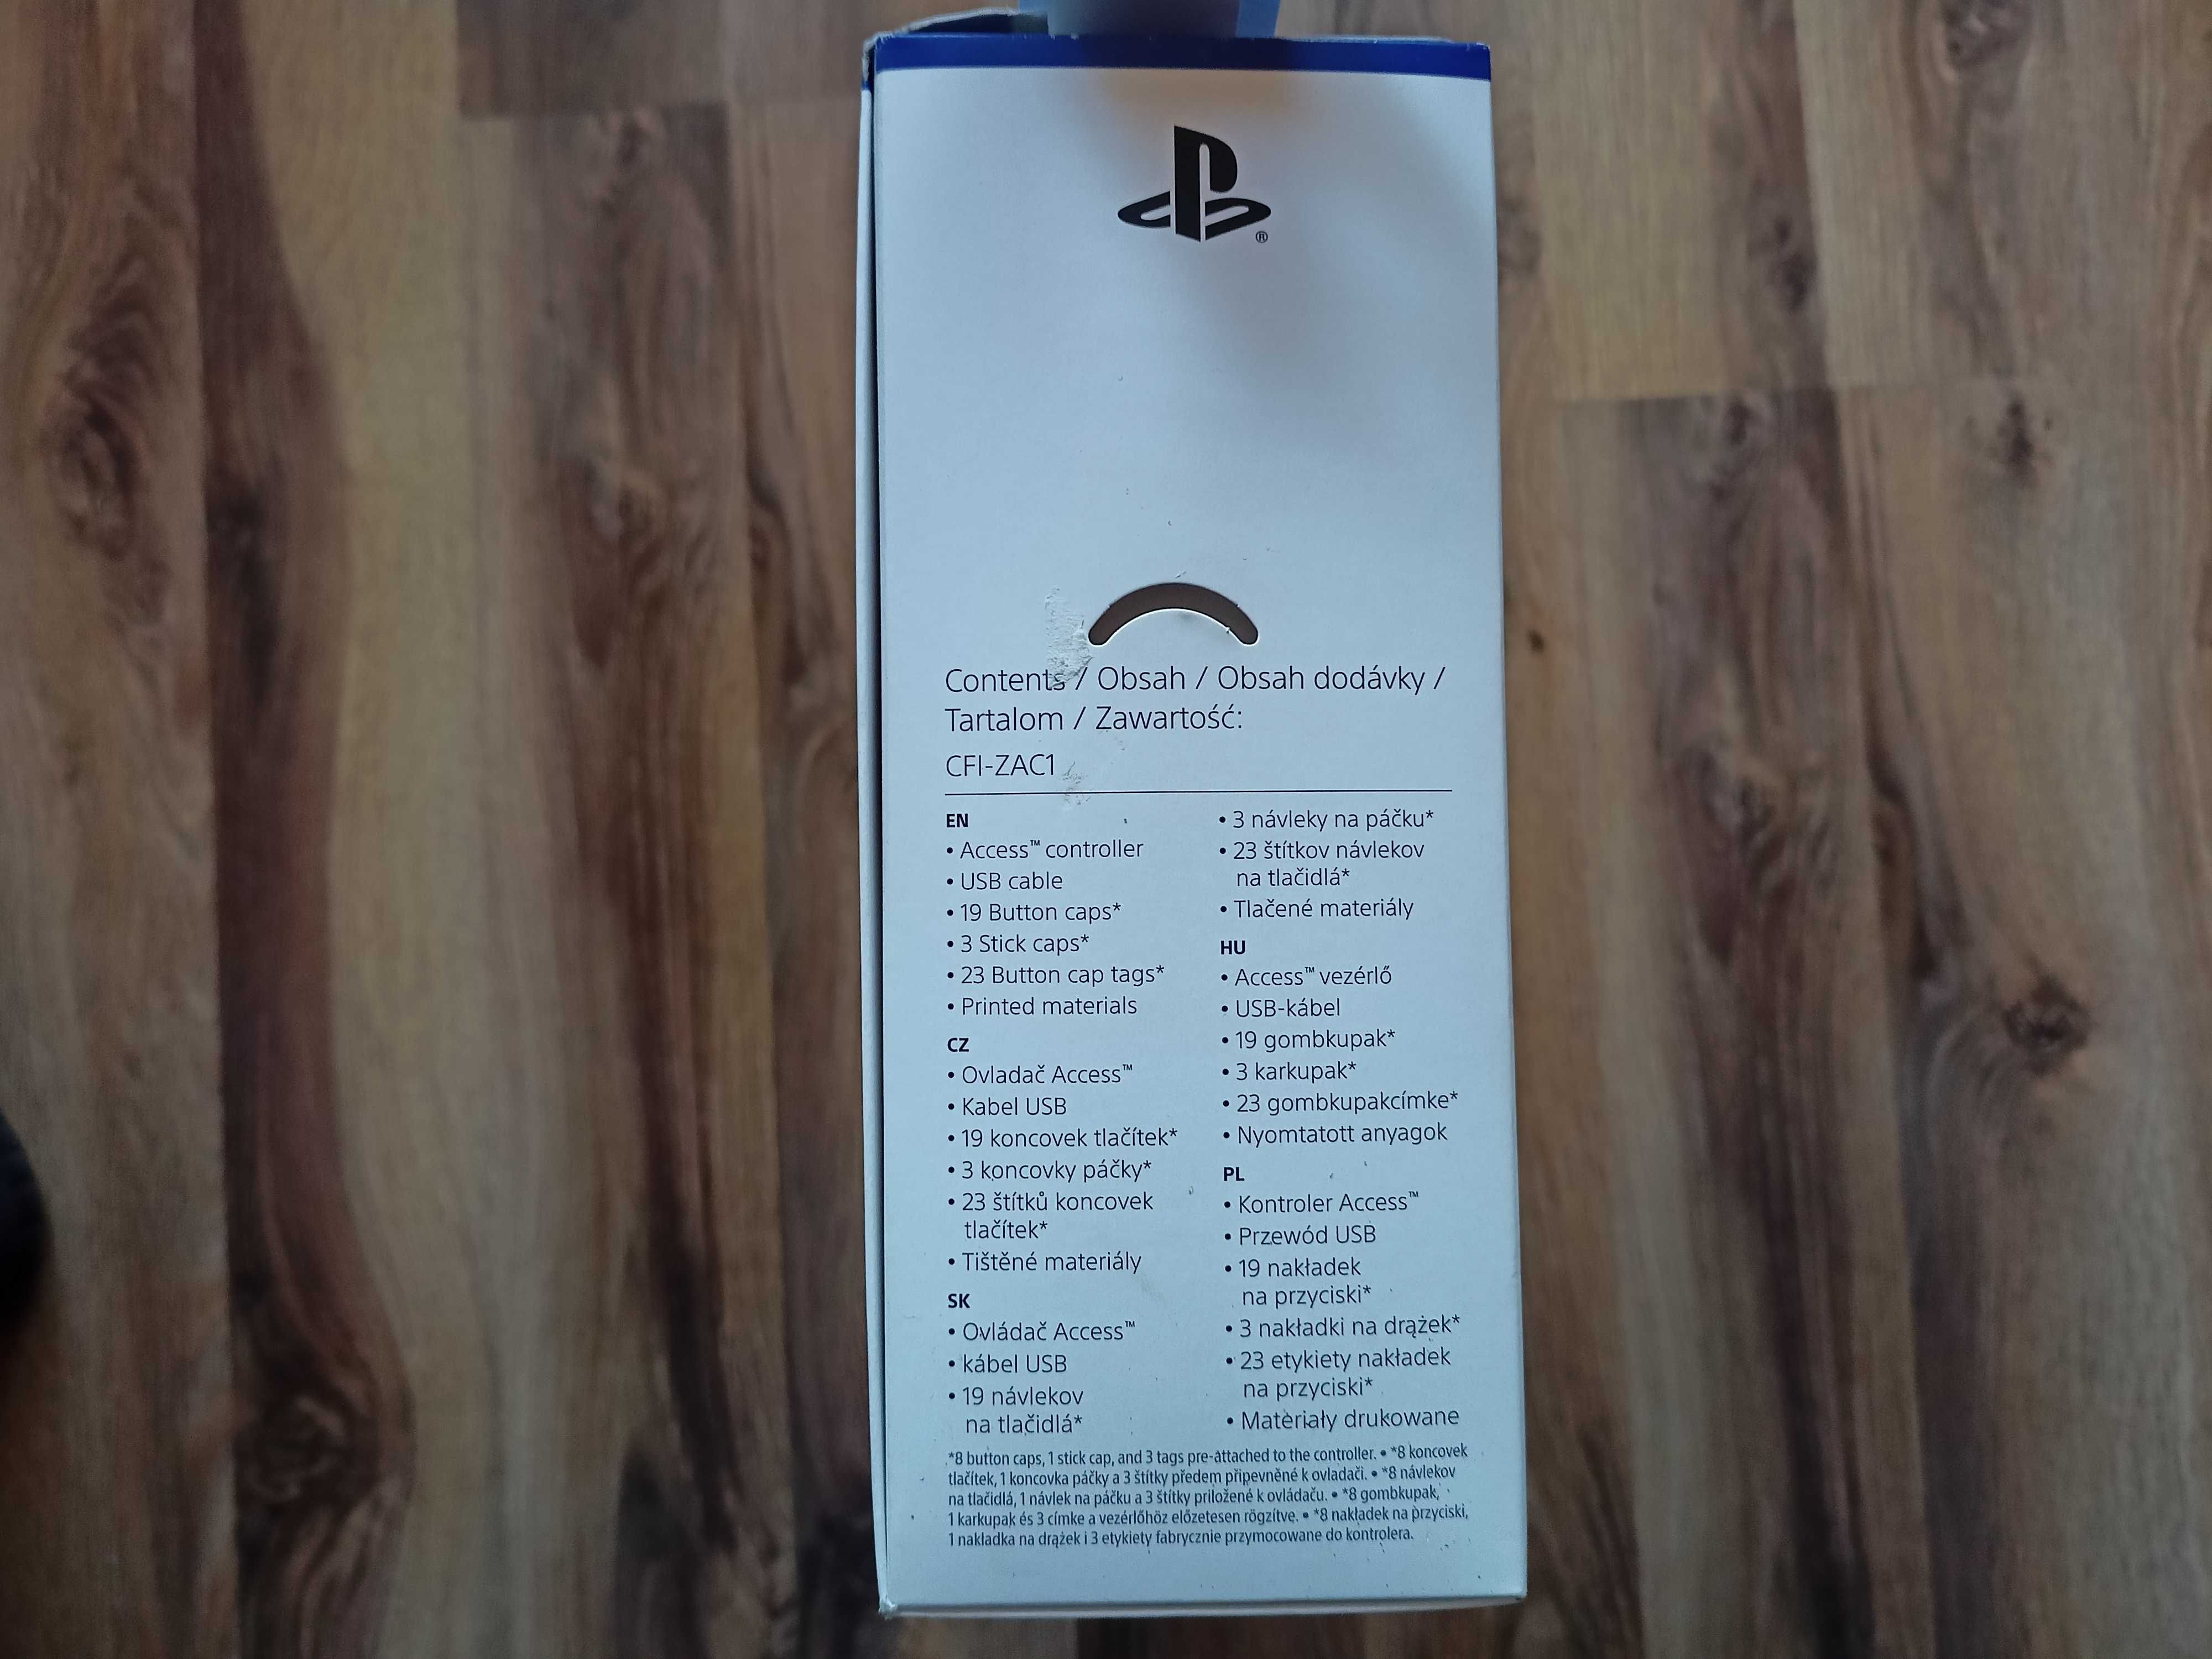 ®
Contents / Obsah / Obsah dodávky /
Tartalom / Zawartość:
CFI-ZAC1
EN
• Access™ controller
• USB cable
• 19 Button caps*
• 3 Stick caps*
• 23 Button cap tags*
• Printed materials
CZ
• Ovladač Access™
• Kabel USB
• 19 koncovek tlačítek*
• 3 koncovky páčky*
• 23 štítků koncovek
tlačítek*
• Tištěné materiály
SK
• Ovládač Access™
• kábel USB
• 19 návlekov
na tlačidlá*
• 3 návleky na páčku*
• 23 štítkov návlekov
na tlačidlá*
• Tlačené materiály
HU
• Access™ vezérlő
• USB-kábel
• 19 gombkupak*
• 3 karkupak*
• 23 gombkupakcímke*
• Nyomtatott anyagok
PL
• Kontroler Access™
• Przewód USB
• 19 nakładek
na przyciski*
• 3 nakładki na drążek*
• 23 etykiety nakładek
na przyciski*
• Materiały drukowane
*8 button caps, 1 stick cap, and 3 tags pre-attached to the controller. • *8 koncovek
tlačítek, 1 koncovka páčky a 3 štítky předem připevněné k ovladači. • *8 návlekov
na tlačidlá, 1 návlek na páčku a 3 štítky priložené k ovládaču. • *8 gombkupak,
1 karkupak és 3 címke a vezérlőhöz előzetesen rögzítve. • *8 nakładek na przyciski,
1 nakładka na drążek i 3 etykiety fabrycznie przymocowane do kontrolera.